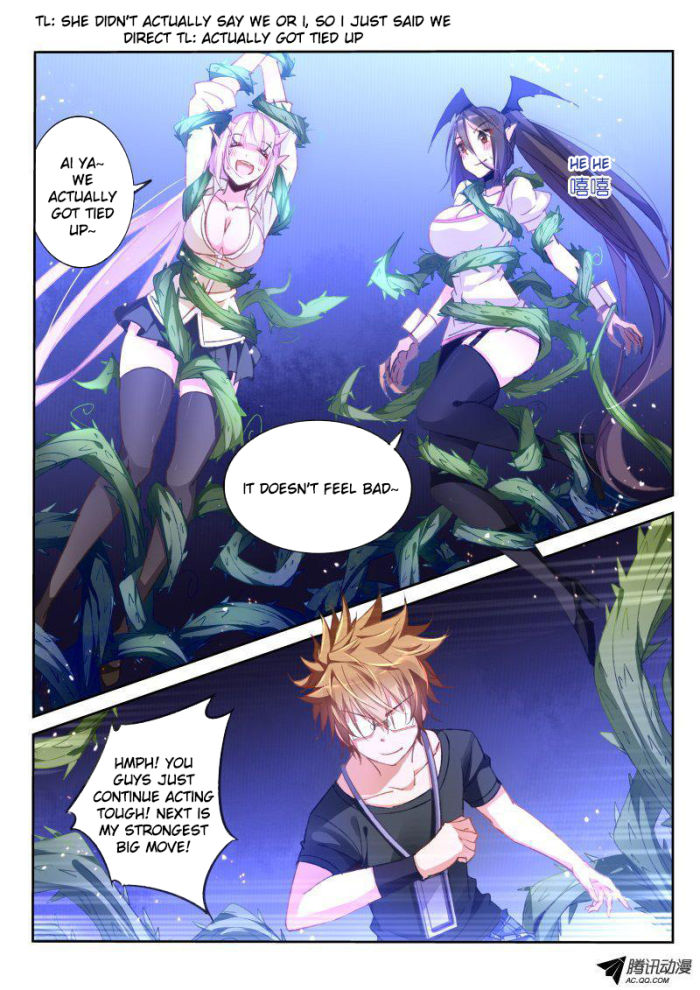 TL: SHE DIDN'T ACTUALLY SAY WE OR I, SO I JUST SAID WE
DIRECT TL: ACTUALLY GOT TIED UP
AI YA~
WE
ACTUALLY
GOT TIED
UP~
HE HE
嘻嘻
IT DOESN'T FEEL BAD~
HMPH! YOU
GUYS JUST
CONTINUE ACTING
TOUGH! NEXT IS
MY STRONGEST
BIG MOVE!
腾讯动漫
AC.QQ.COM